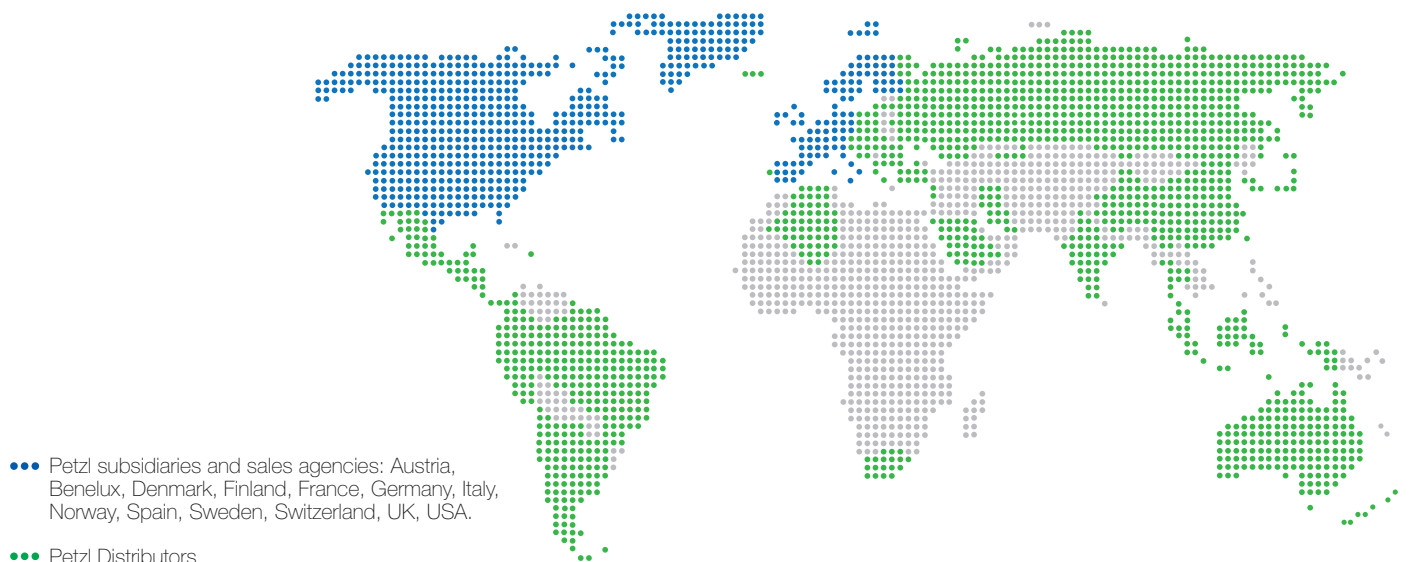 Petzl subsidiaries and sales agencies: Austria,
Benelux, Denmark, Finland, France, Germany, Italy,
Norway, Spain, Sweden, Switzerland, UK, USA.
Petzl Distributors